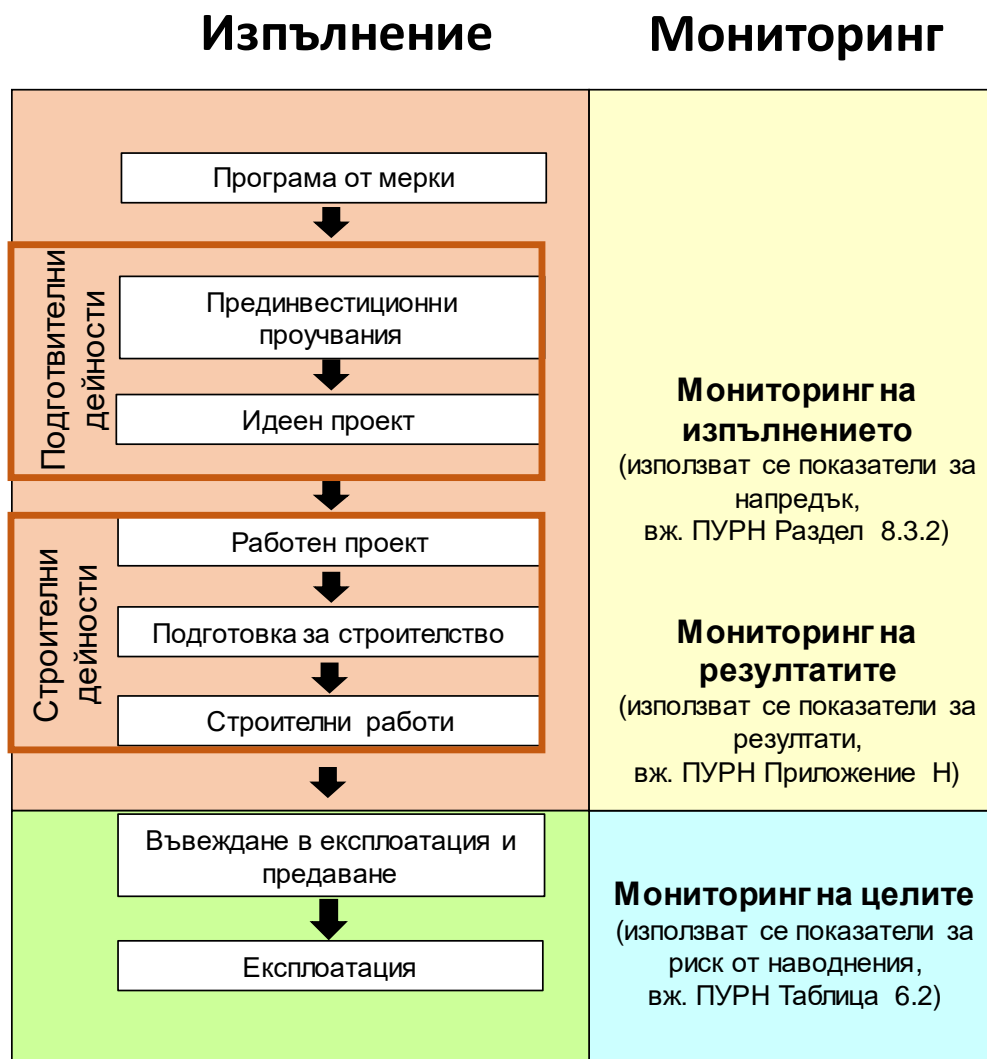 Изпълнение
Мониторинг
Програма от мерки
Подготвителни
дейности
Прединвестиционни
проучвания
Идеен проект
Строителни
дейности
Работен проект
Подготовка за строителство
Строителни работи
Въвеждане в експлоатация и
предаване
Експлоатация
Мониторинг на
изпълнението
(използват се показатели за
напредък,
вж. ПУРН Раздел 8.3.2)
Мониторинг на
резултатите
(използват се показатели за
резултати,
вж. ПУРН Приложение Н)
Мониторинг на целите
(използват се показатели за
риск от наводнения,
вж. ПУРН Таблица 6.2)